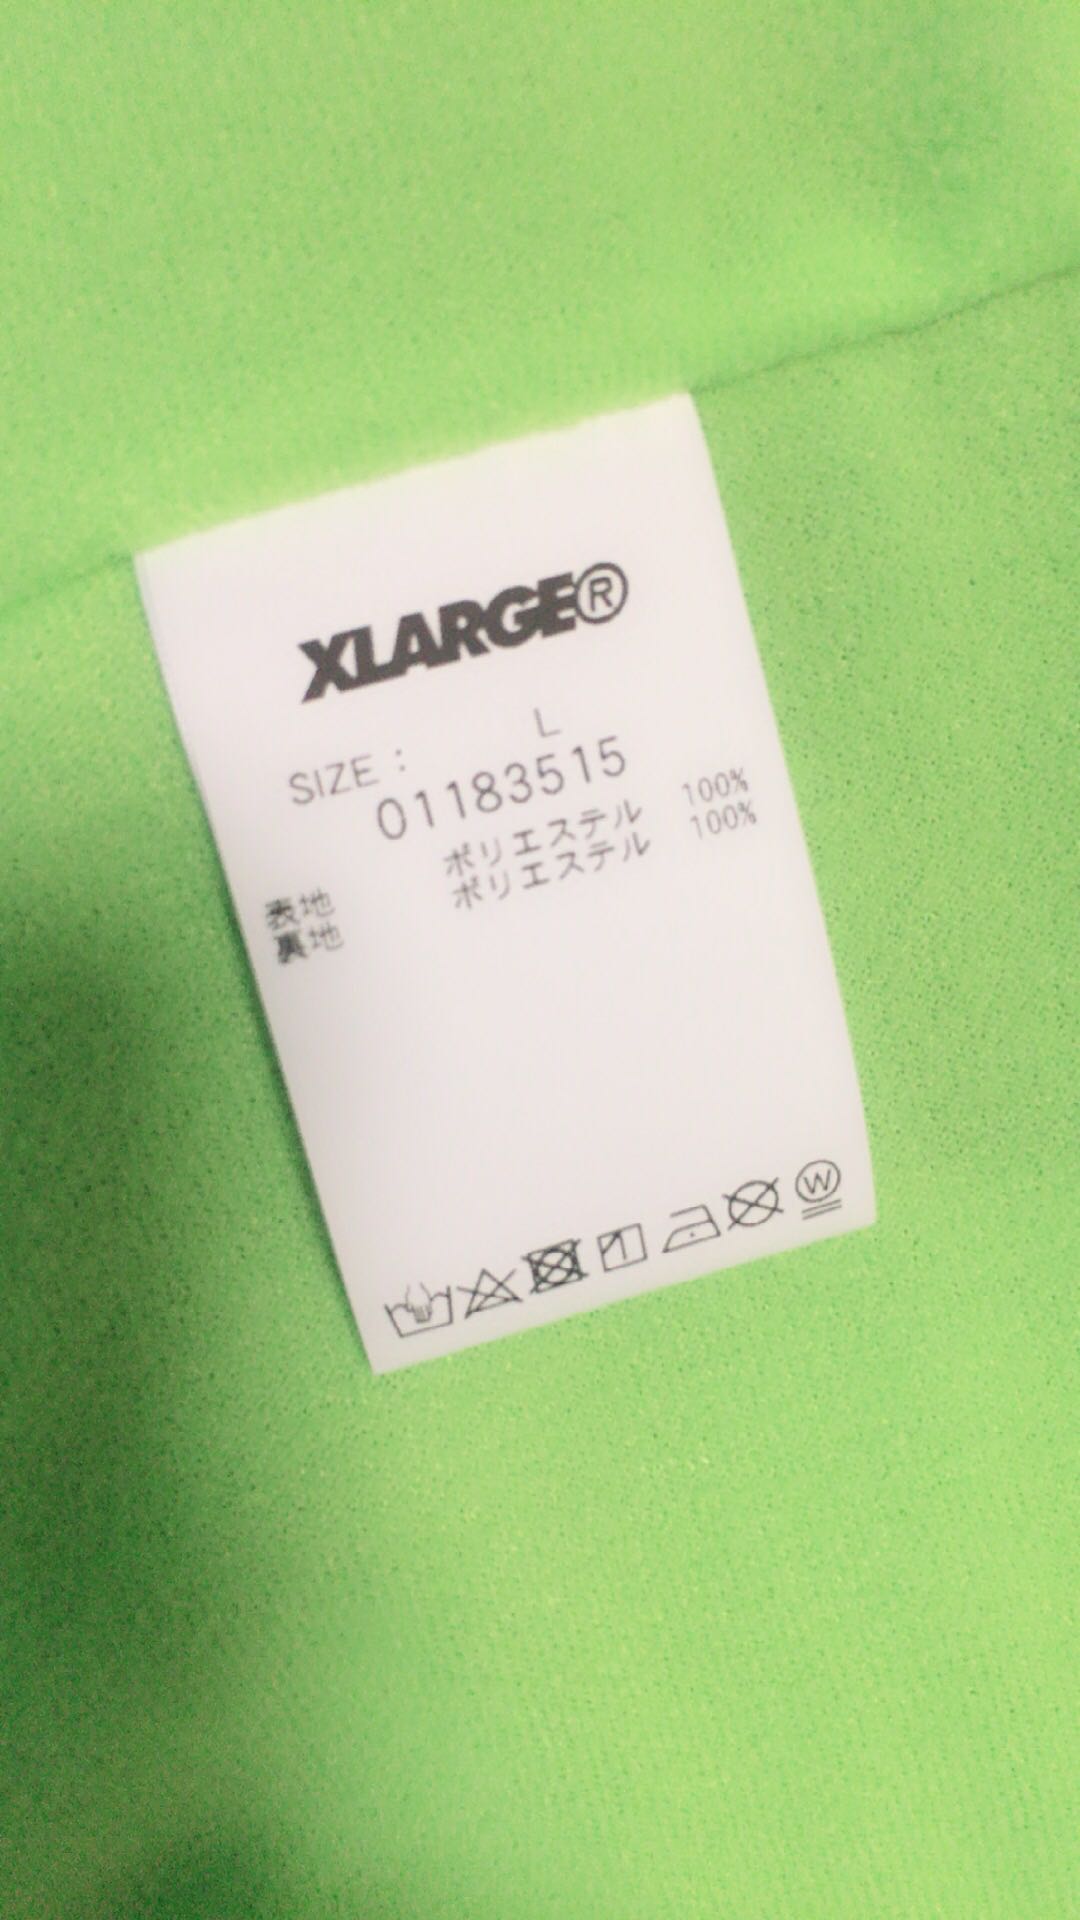 XLARGE®
SIZE : L
01183515
表地 ポリエステル 100%
裏地 ポリエステル 100%